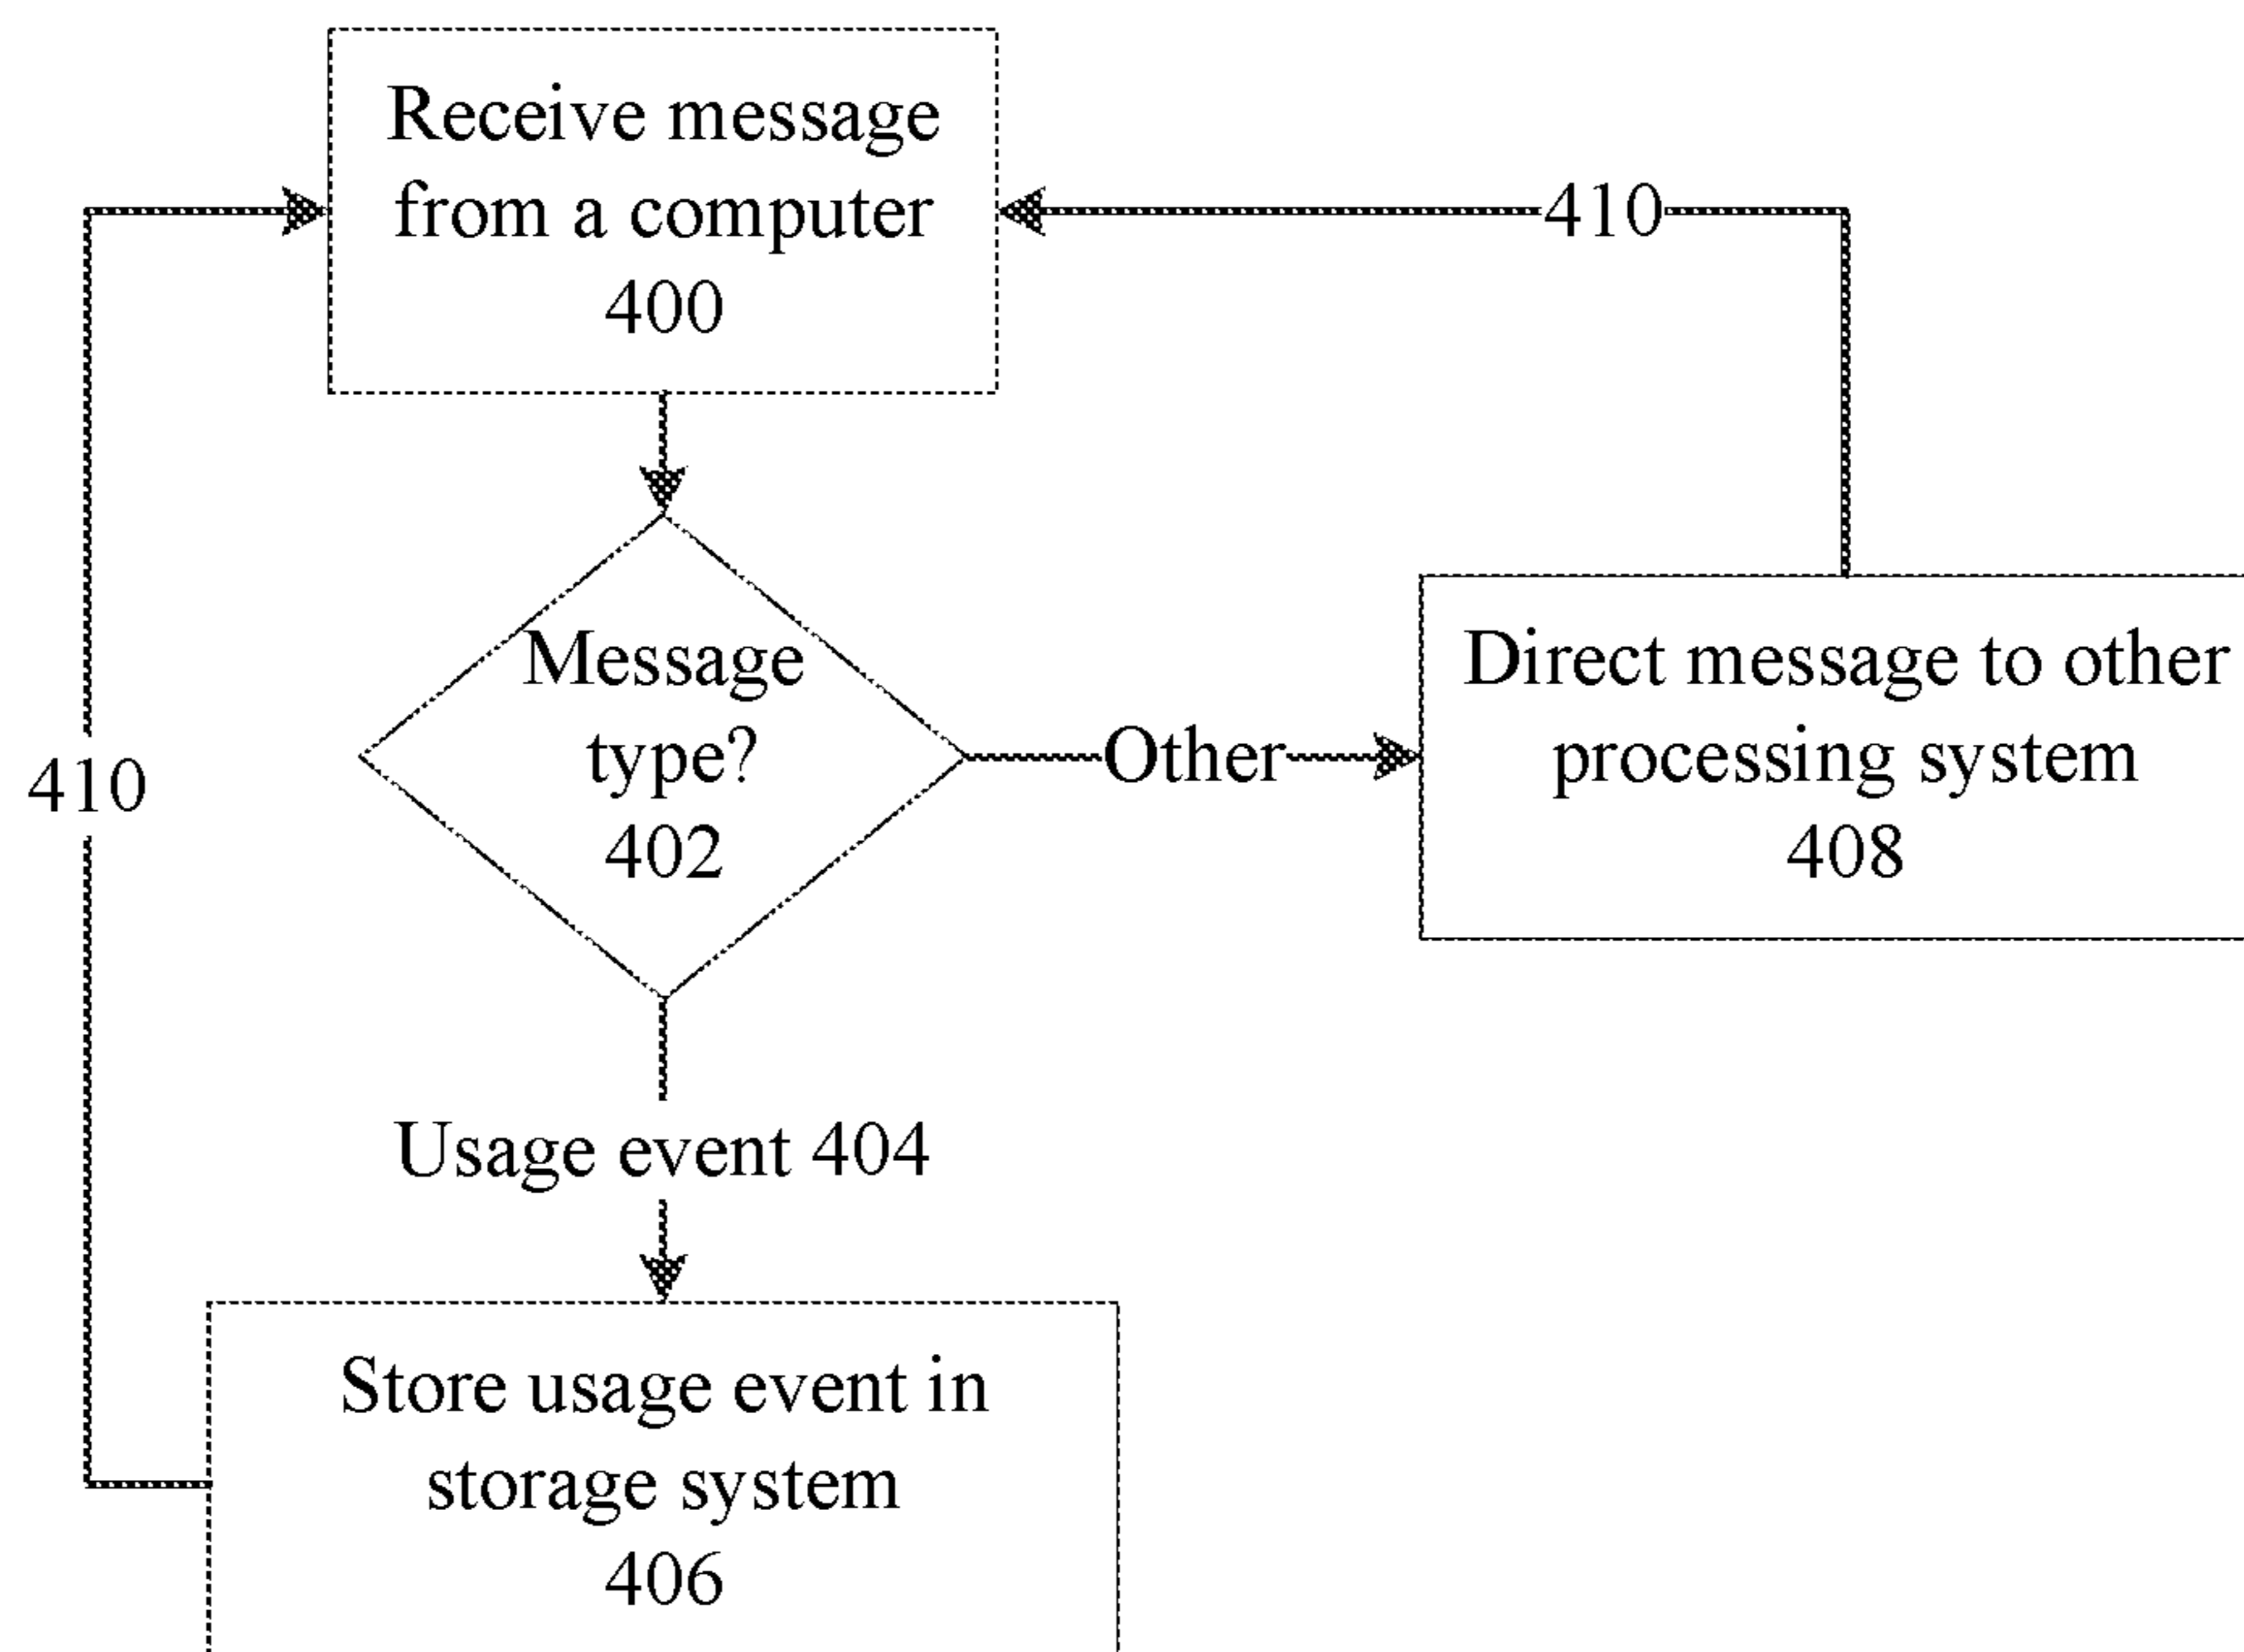 Receive message
from a computer
400
410
Message
type?
402
Other
Direct message to other
processing system
408
410
Usage event 404
Store usage event in
storage system
406